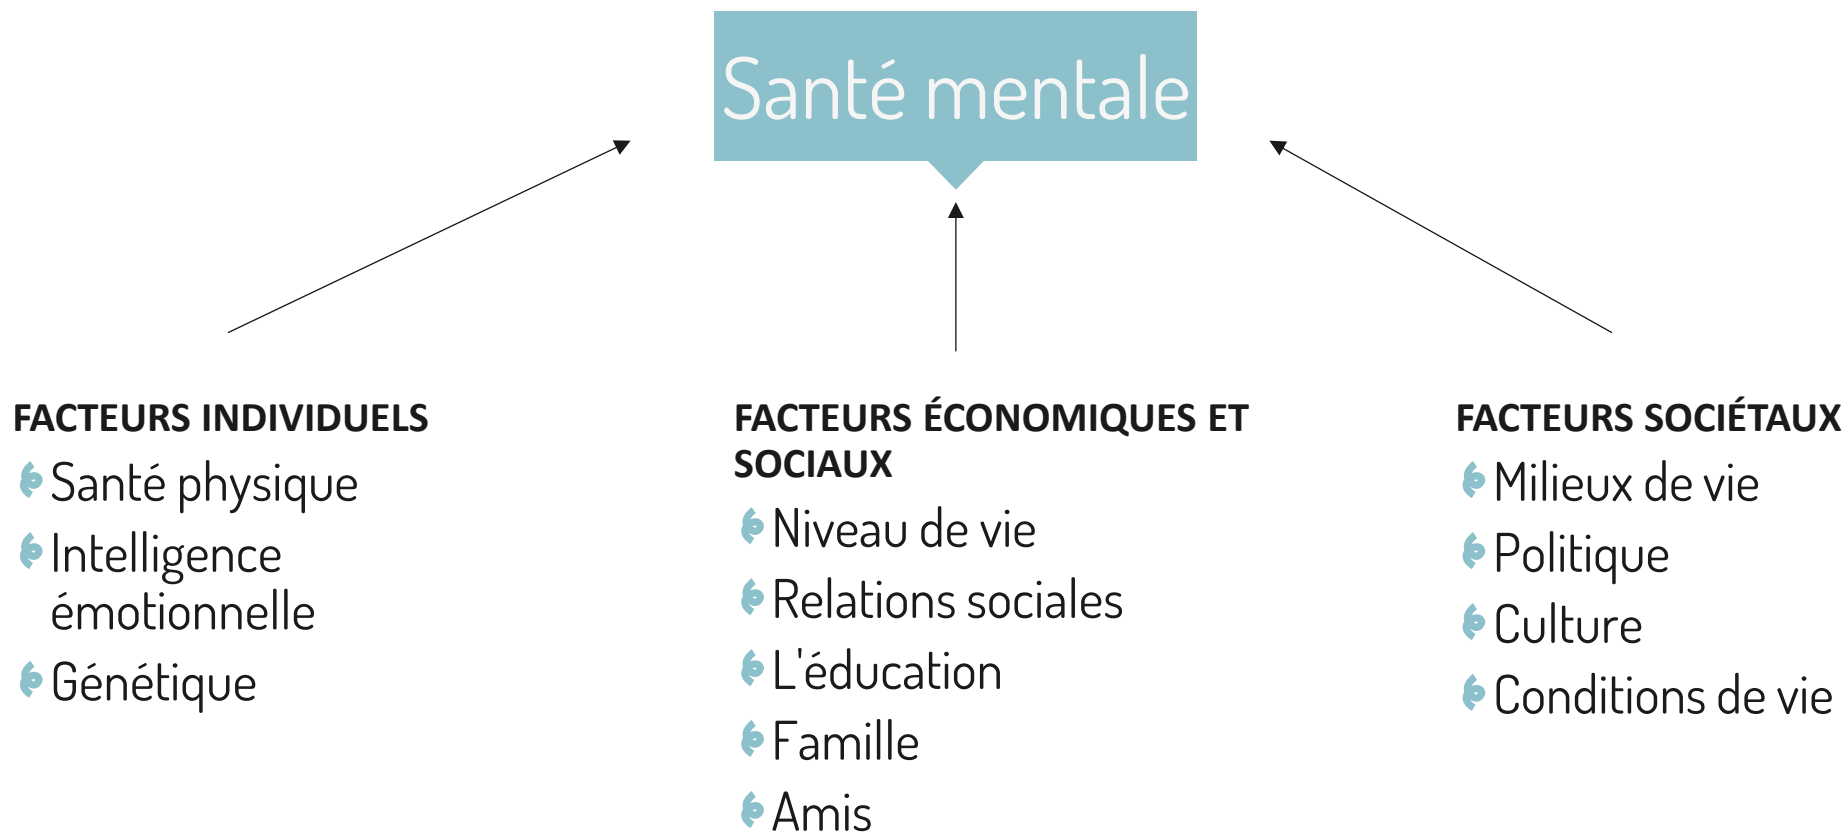 Santé mentale
FACTEURS INDIVIDUELS
Santé physique
Intelligence
émotionnelle
Génétique
FACTEURS ÉCONOMIQUES ET
SOCIAUX
Niveau de vie
Relations sociales
L'éducation
Famille
Amis
FACTEURS SOCIÉTAUX
Milieux de vie
Politique
Culture
Conditions de vie